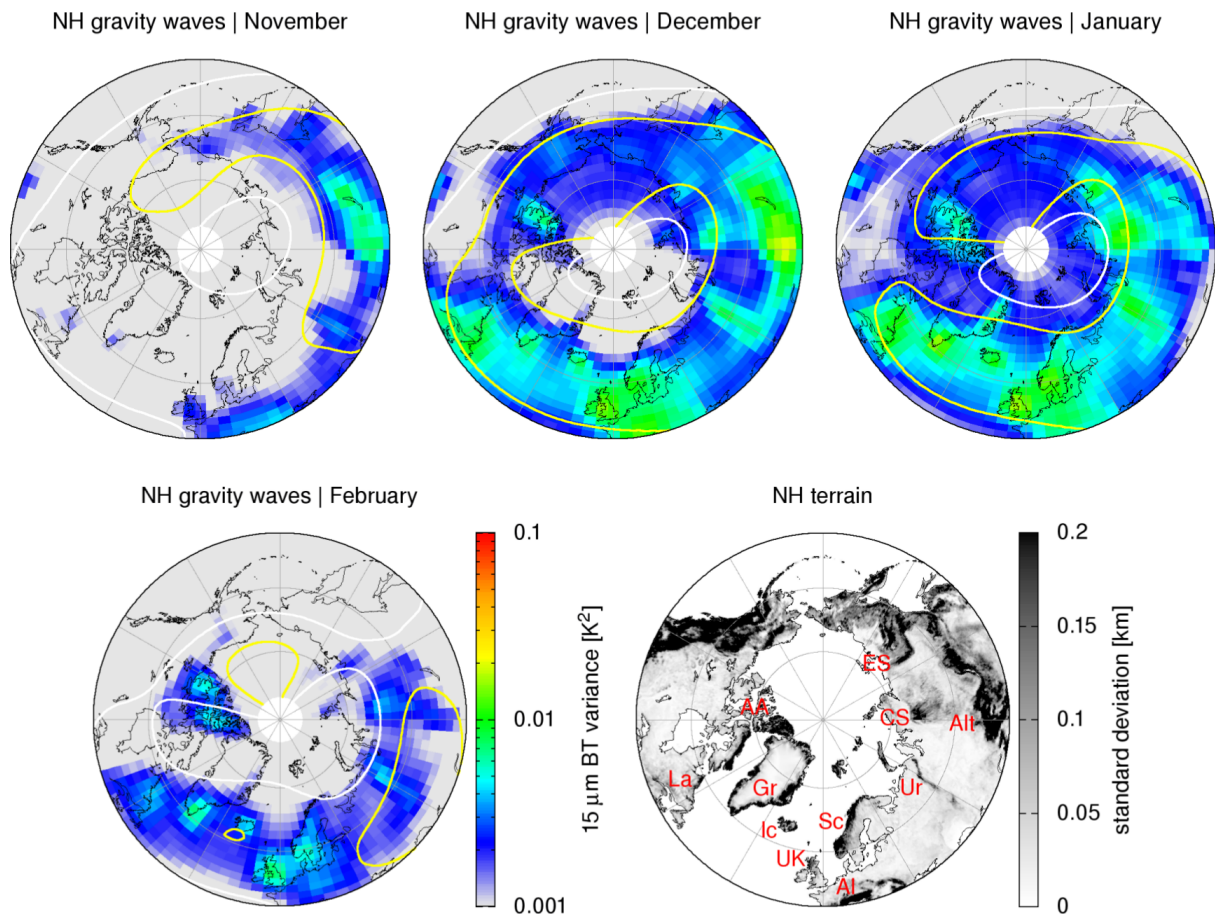 NH gravity waves | November
NH gravity waves | December
NH gravity waves | January
NH gravity waves | February
0.1
0.01
0.001
15 μm BT variance [K²]
NH terrain
ES
AA
CS
Alt
La
Gr
Ur
Ic
Sc
UK
Al
0.2
0.15
0.1
0.05
0
standard deviation [km]